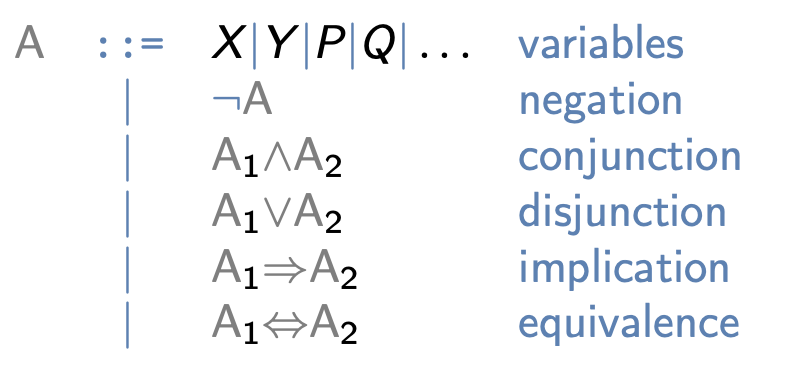 A ::= X|Y|P|Q|... variables
| ¬A negation
| A₁∧A₂ conjunction
| A₁∨A₂ disjunction
| A₁⇒A₂ implication
| A₁⇔A₂ equivalence